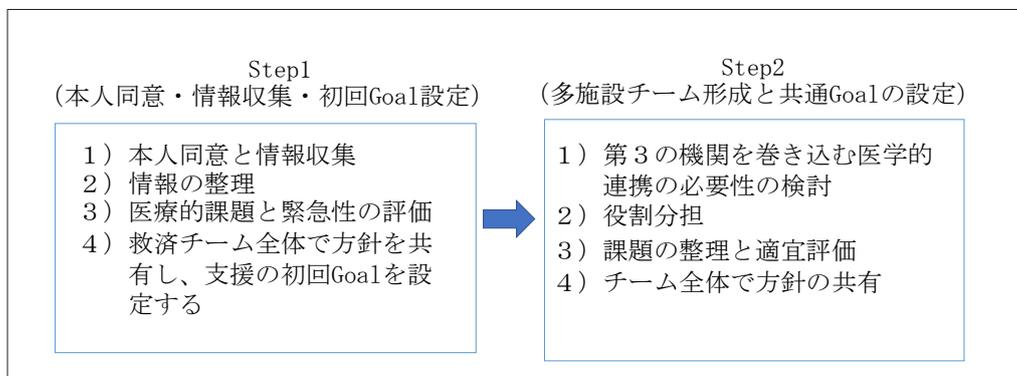 Step1
(本人同意・情報収集・初回Goal設定)
1) 本人同意と情報収集
2) 情報の整理
3) 医療的課題と緊急性の評価
4) 救済チーム全体で方針を共
有し、支援の初回Goalを設
定する
Step2
(多施設チーム形成と共通Goalの設定)
1) 第3の機関を巻き込む医学的
連携の必要性の検討
2) 役割分担
3) 課題の整理と適宜評価
4) チーム全体で方針の共有